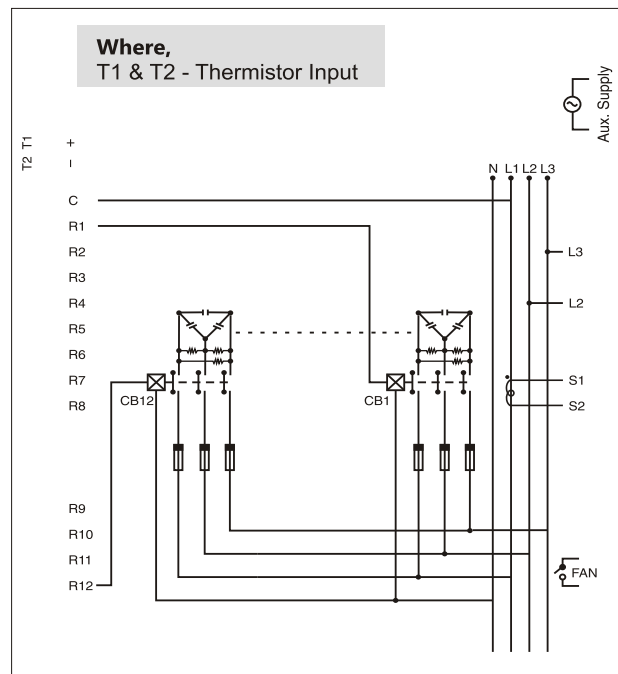 Where,
T1 & T2 - Thermistor Input
Aux. Supply
T2 T1
+
–
N L1 L2 L3
C
R1
R2
L3
R3
R4
L2
R5
R6
R7
S1
CB12
CB1
R8
S2
R9
R10
R11
FAN
R12